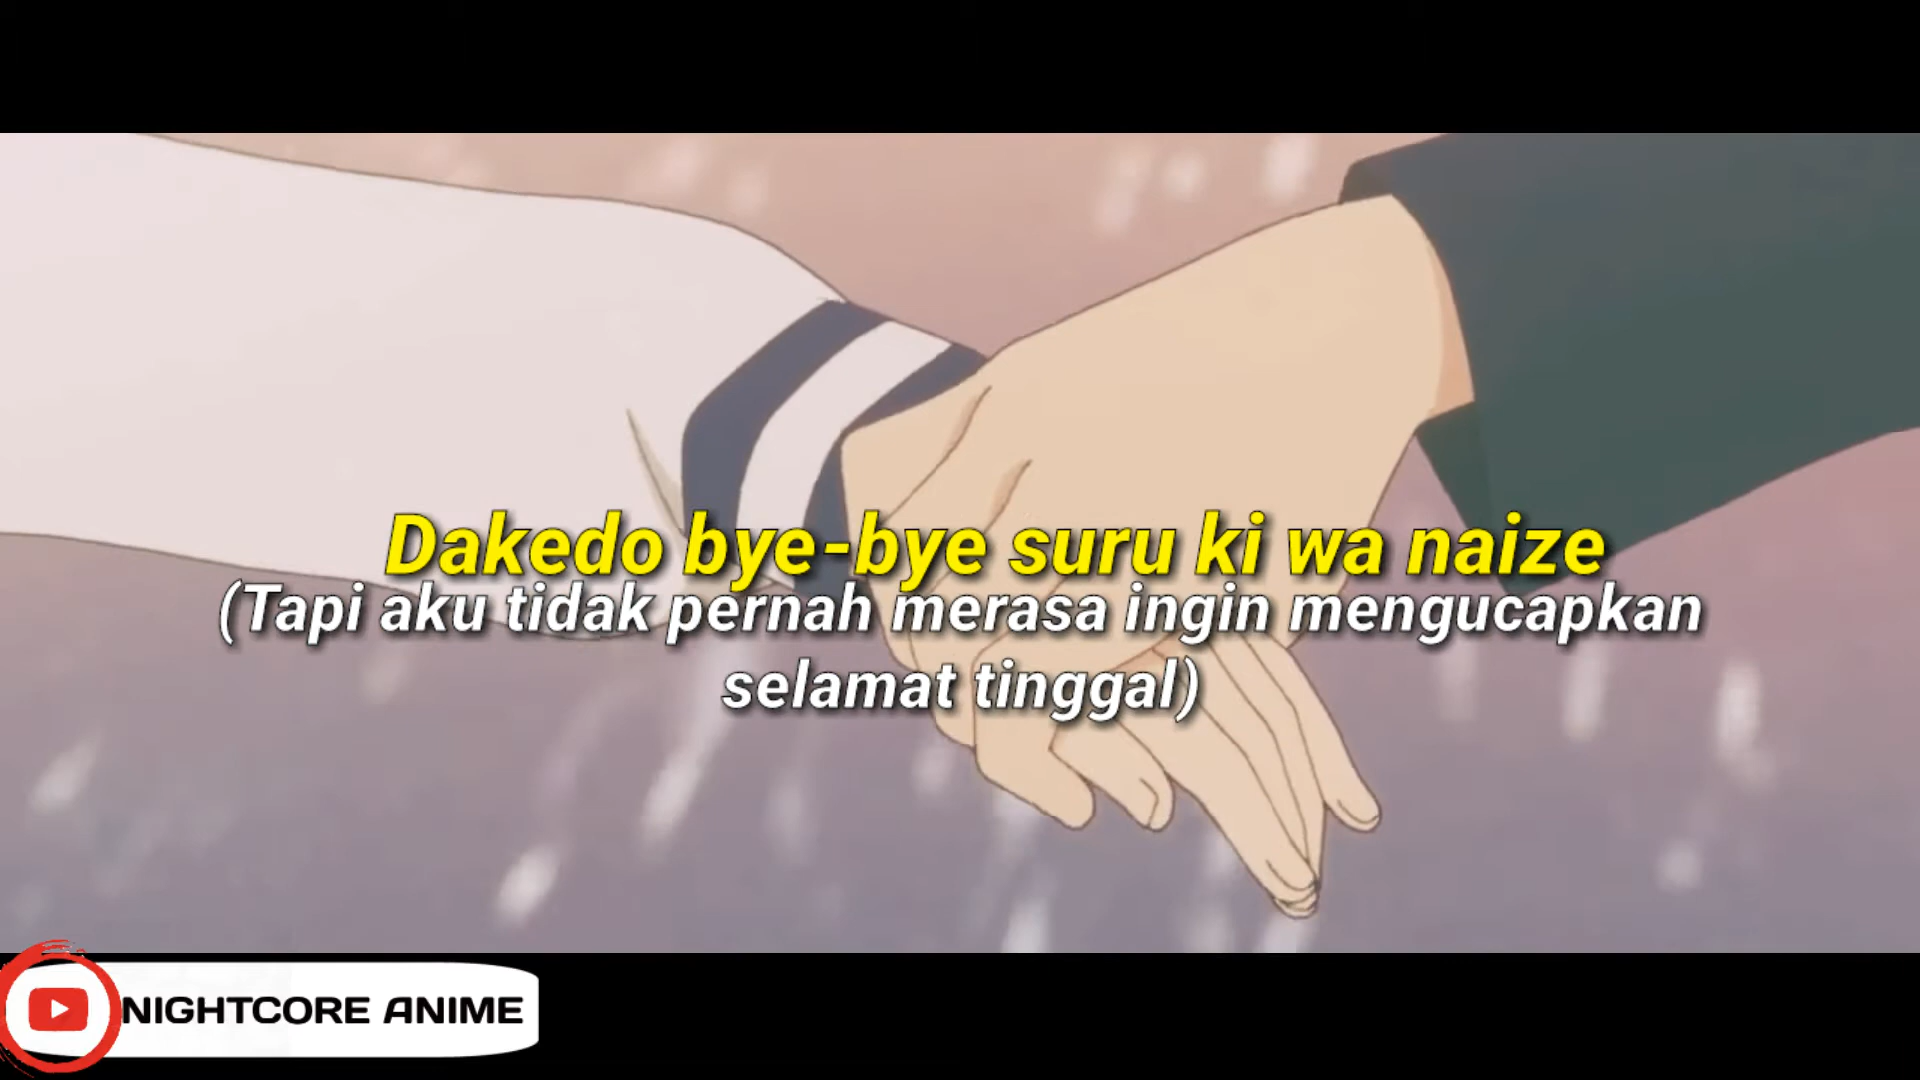 Dakedo bye-bye suru ki wa naize
(Tapi aku tidak pernah merasa ingin mengucapkan
selamat tinggal)
NIGHTCORE ANIME